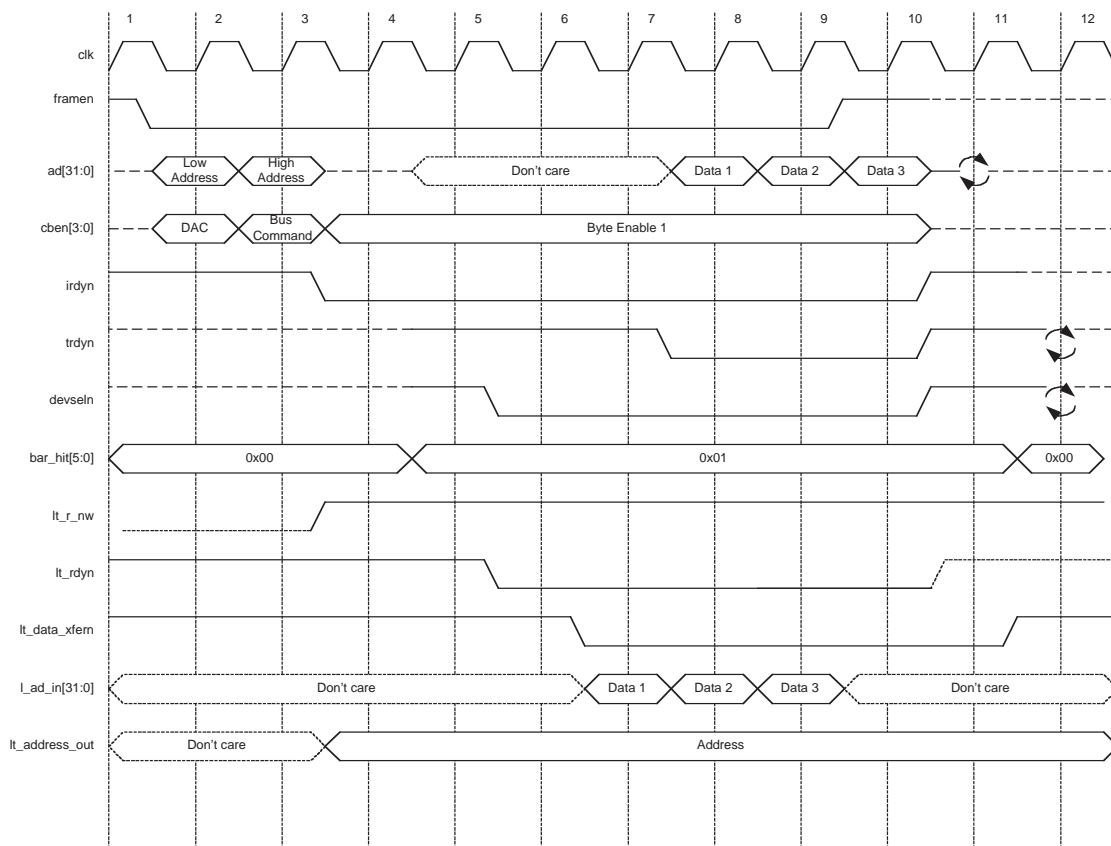 1 2 3 4 5 6 7 8 9 10 11 12
clk
framen
ad[31:0] Low Address High Address Don't care Data 1 Data 2 Data 3
cben[3:0] DAC Bus Command Byte Enable 1
irdyn
trdyn
devseln
bar_hit[5:0] 0x00 0x01 0x00
lt_r_nw
lt_rdyn
lt_data_xfern
l_ad_in[31:0] Don't care Data 1 Data 2 Data 3 Don't care
lt_address_out Don't care Address